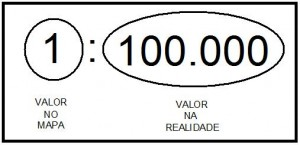 1 : 100.000
VALOR
NO
MAPA
VALOR
NA
REALIDADE